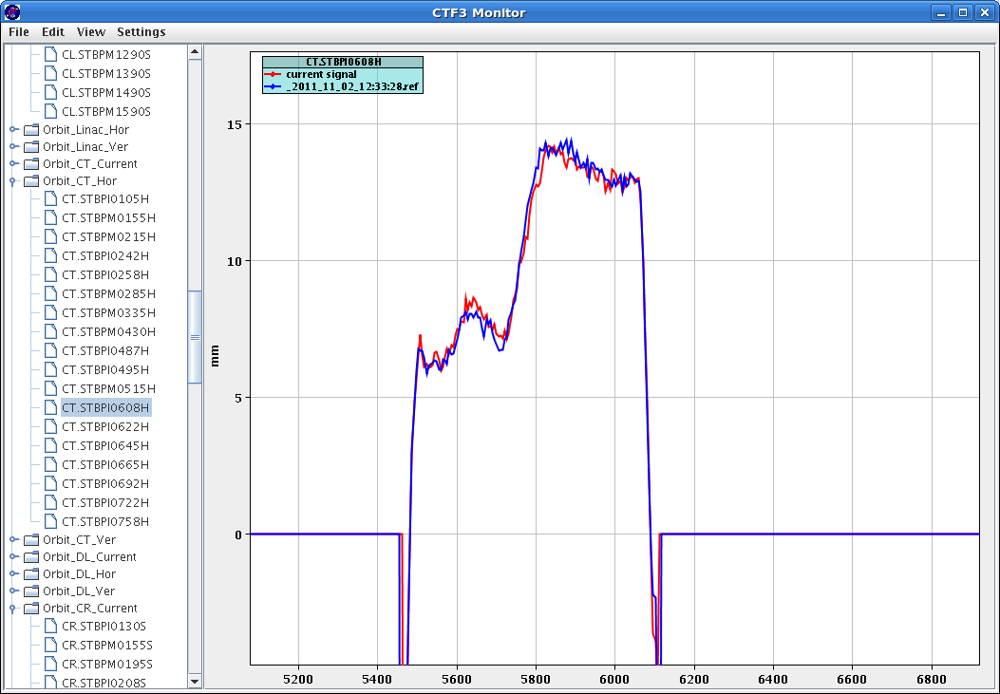 CTF3 Monitor
File Edit View Settings
CL.STBPM1290S
CL.STBPM1390S
CL.STBPM1490S
CL.STBPM1590S
Orbit_Linac_Hor
Orbit_Linac_Ver
Orbit_CT_Current
Orbit_CT_Hor
CT.STBPI0105H
CT.STBPM0155H
CT.STBPM0215H
CT.STBPI0242H
CT.STBPI0258H
CT.STBPM0285H
CT.STBPM0335H
CT.STBPM0430H
CT.STBPI0487H
CT.STBPI0495H
CT.STBPM0515H
CT.STBPI0608H
CT.STBPI0622H
CT.STBPI0645H
CT.STBPI0665H
CT.STBPI0692H
CT.STBPI0722H
CT.STBPI0758H
Orbit_CT_Ver
Orbit_DL_Current
Orbit_DL_Hor
Orbit_DL_Ver
Orbit_CR_Current
CR.STBPI0130S
CR.STBPM0155S
CR.STBPM0195S
CR.STBPI0208S
CT.STBPI0608H
current signal
_2011_11_02_12:33:28.ref
15
10
5
0
mm
5200 5400 5600 5800 6000 6200 6400 6600 6800